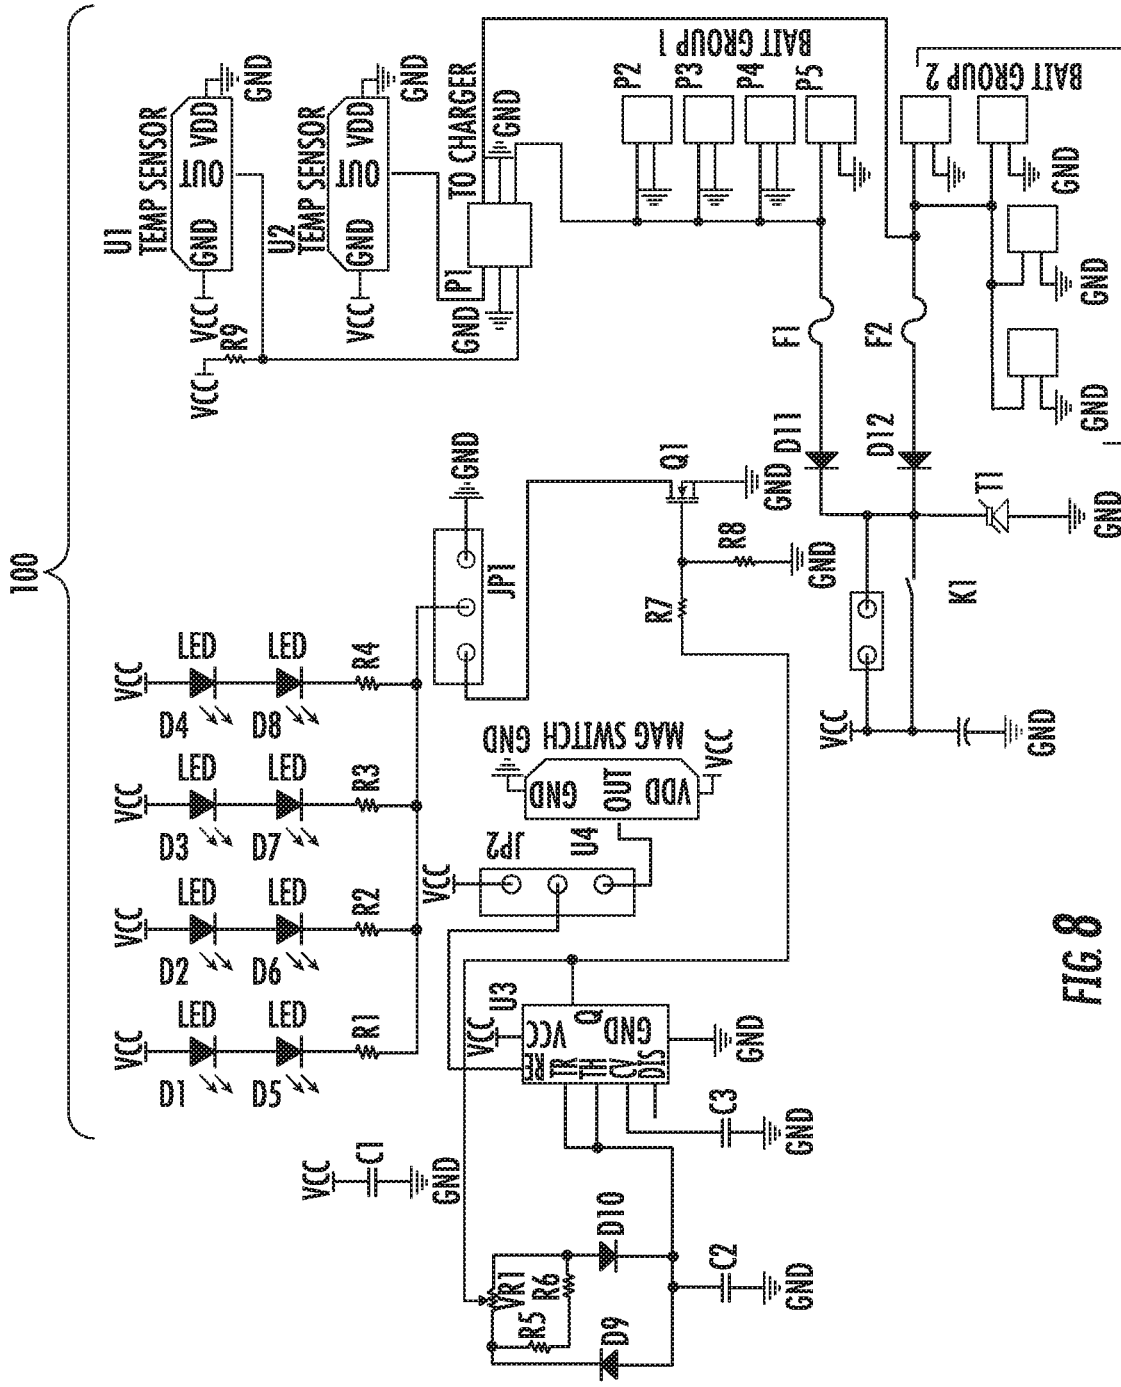 100
U1
TEMP SENSOR
GND
OUT
VDD
VCC
GND
VCC
R9
U2
TEMP SENSOR
GND
OUT
VDD
VCC
GND
P1
TO CHARGER
GND
GND
BAIT GROUP 1
P2
P3
P4
P5
BAIT GROUP 2
GND
GND
GND
F1
F2
D11
D12
T1
GND
K1
VCC
GND
VCC
VCC
VCC
VCC
LED
LED
LED
LED
D1
D2
D3
D4
LED
LED
LED
LED
D5
D6
D7
D8
R1
R2
R3
R4
JP1
GND
Q1
GND
R7
R8
GND
MAG SWITCH
GND
GND
OUT
VDD
VCC
U4
JP2
VCC
U3
VCC
VCC
Q
GND
RE
TR
TH
CV
DIS
GND
C3
GND
VCC
C1
GND
VR1
R5
R6
D9
D10
C2
GND
FIG. 8